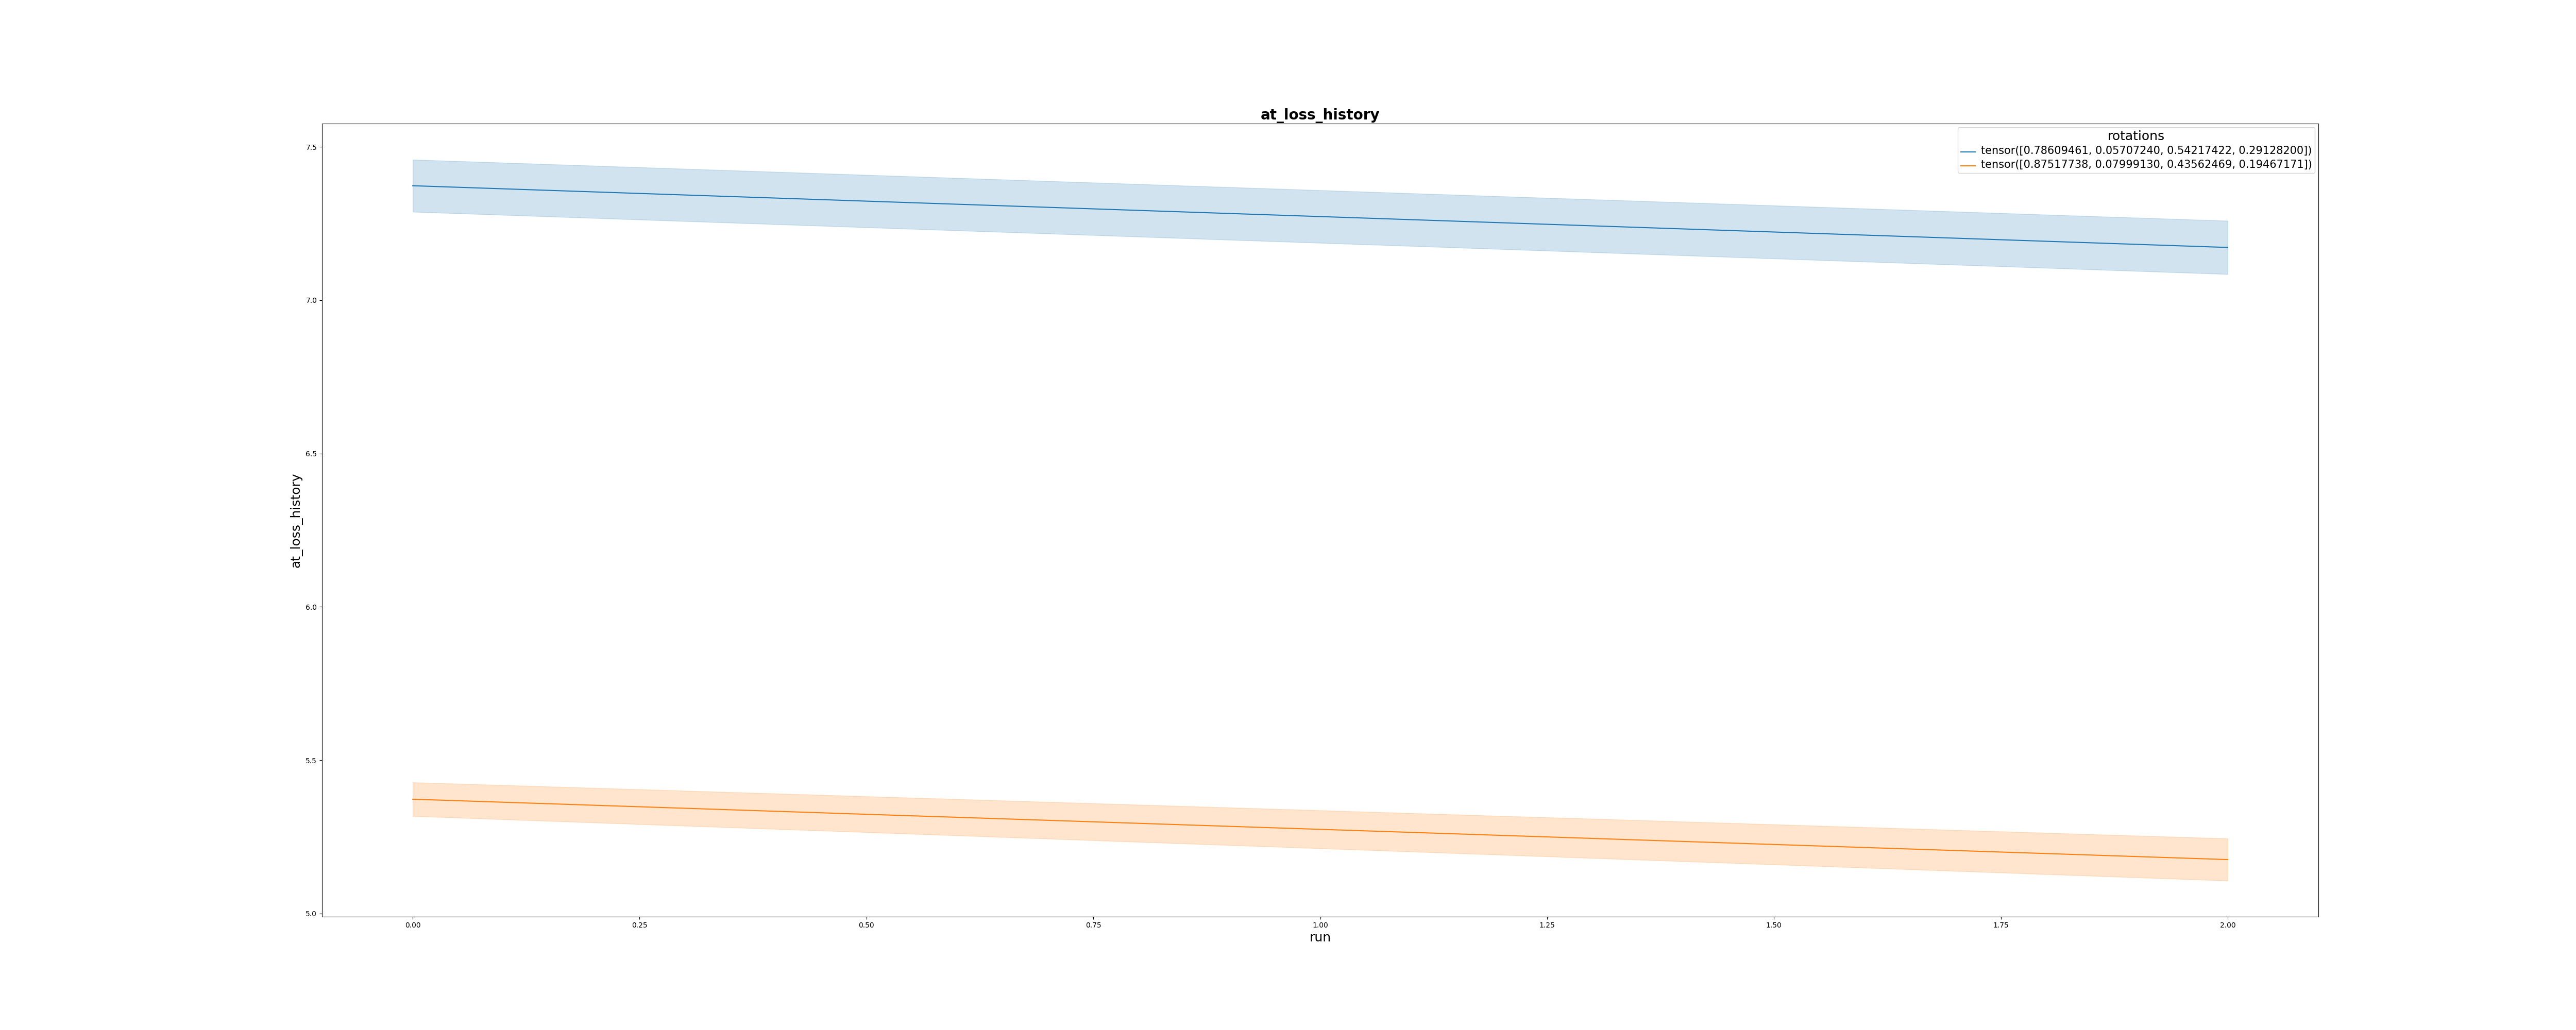 at_loss_history
rotations
tensor([0.78609461, 0.05707240, 0.54217422, 0.29128200])
tensor([0.87517738, 0.07999130, 0.43562469, 0.19467171])
7.5
7.0
6.5
6.0
5.5
5.0
at_loss_history
0.00 0.25 0.50 0.75 1.00 1.25 1.50 1.75 2.00
run